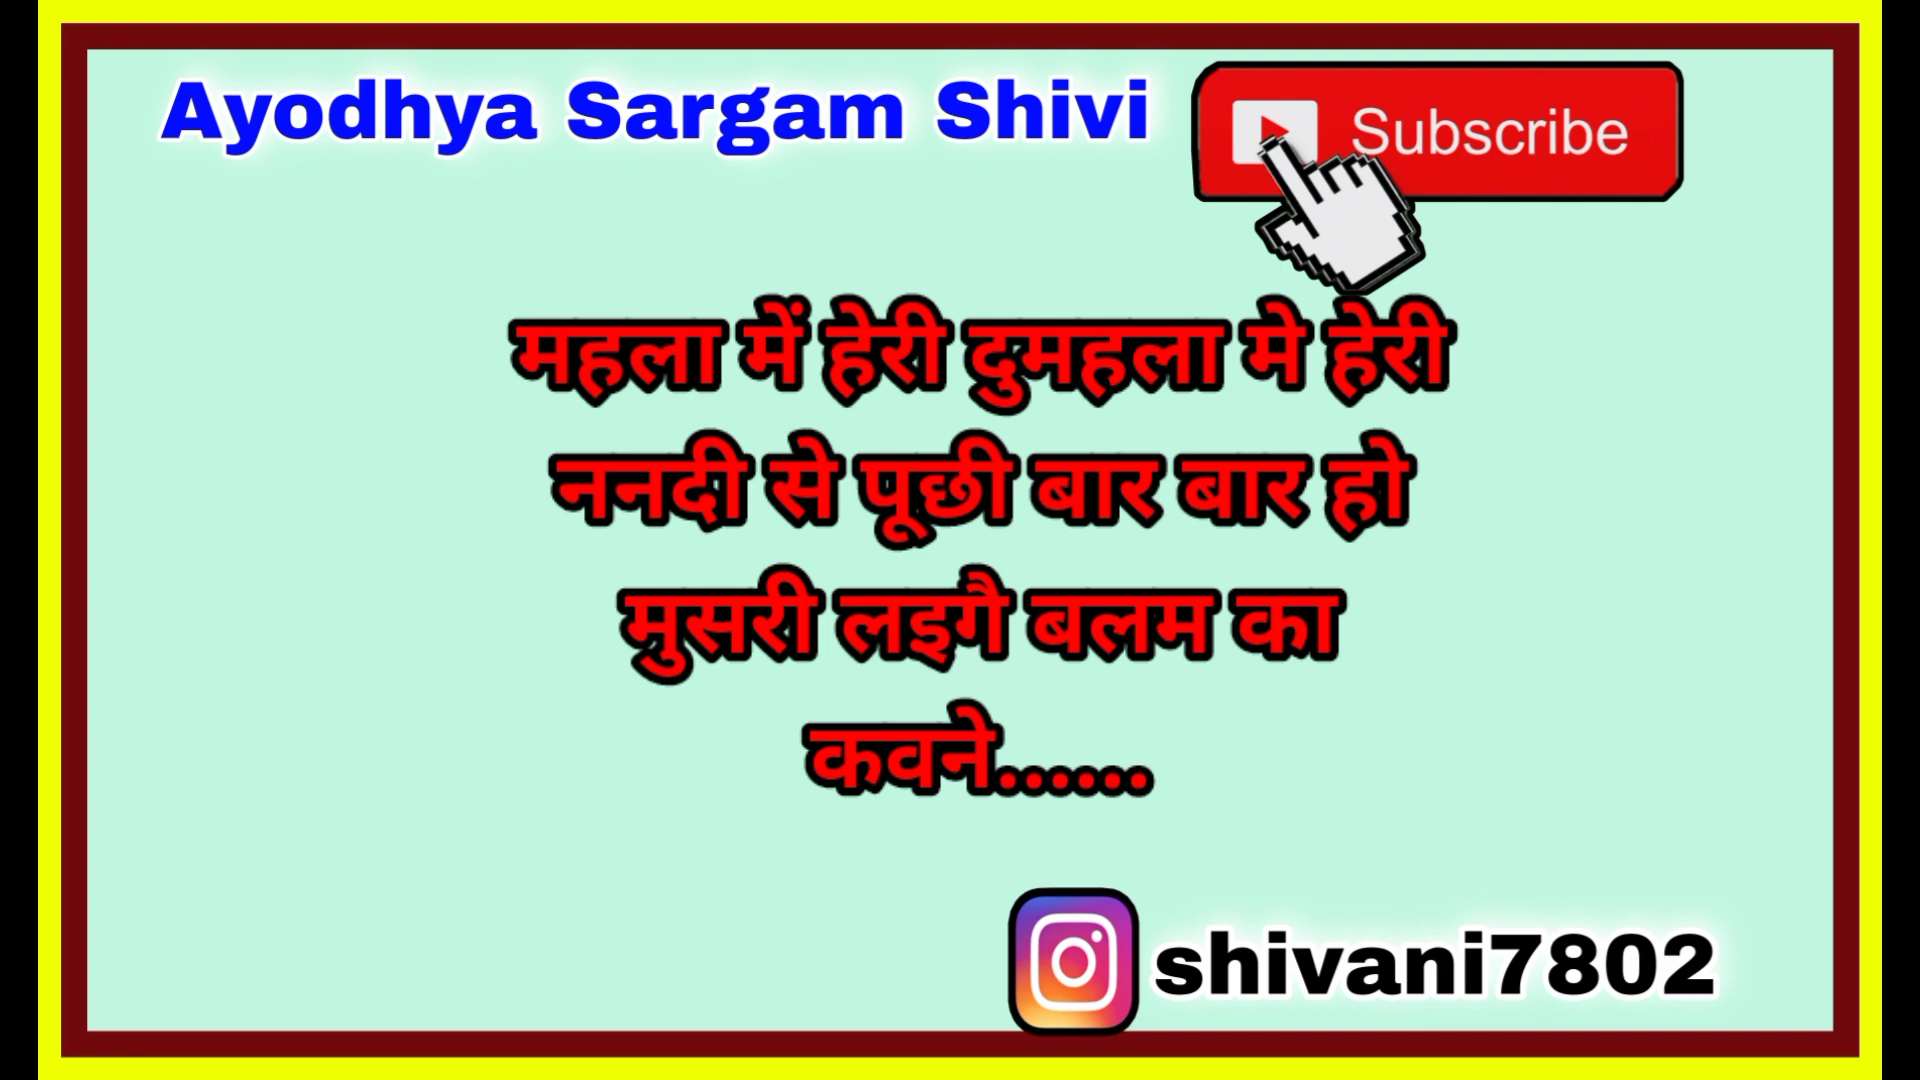 Ayodhya Sargam Shivi
Subscribe
महला में हेरी दुमहला मे हेरी
ननदी से पूछी बार बार हो
मुसरी लइगै बलम का
कवने......
shivani7802